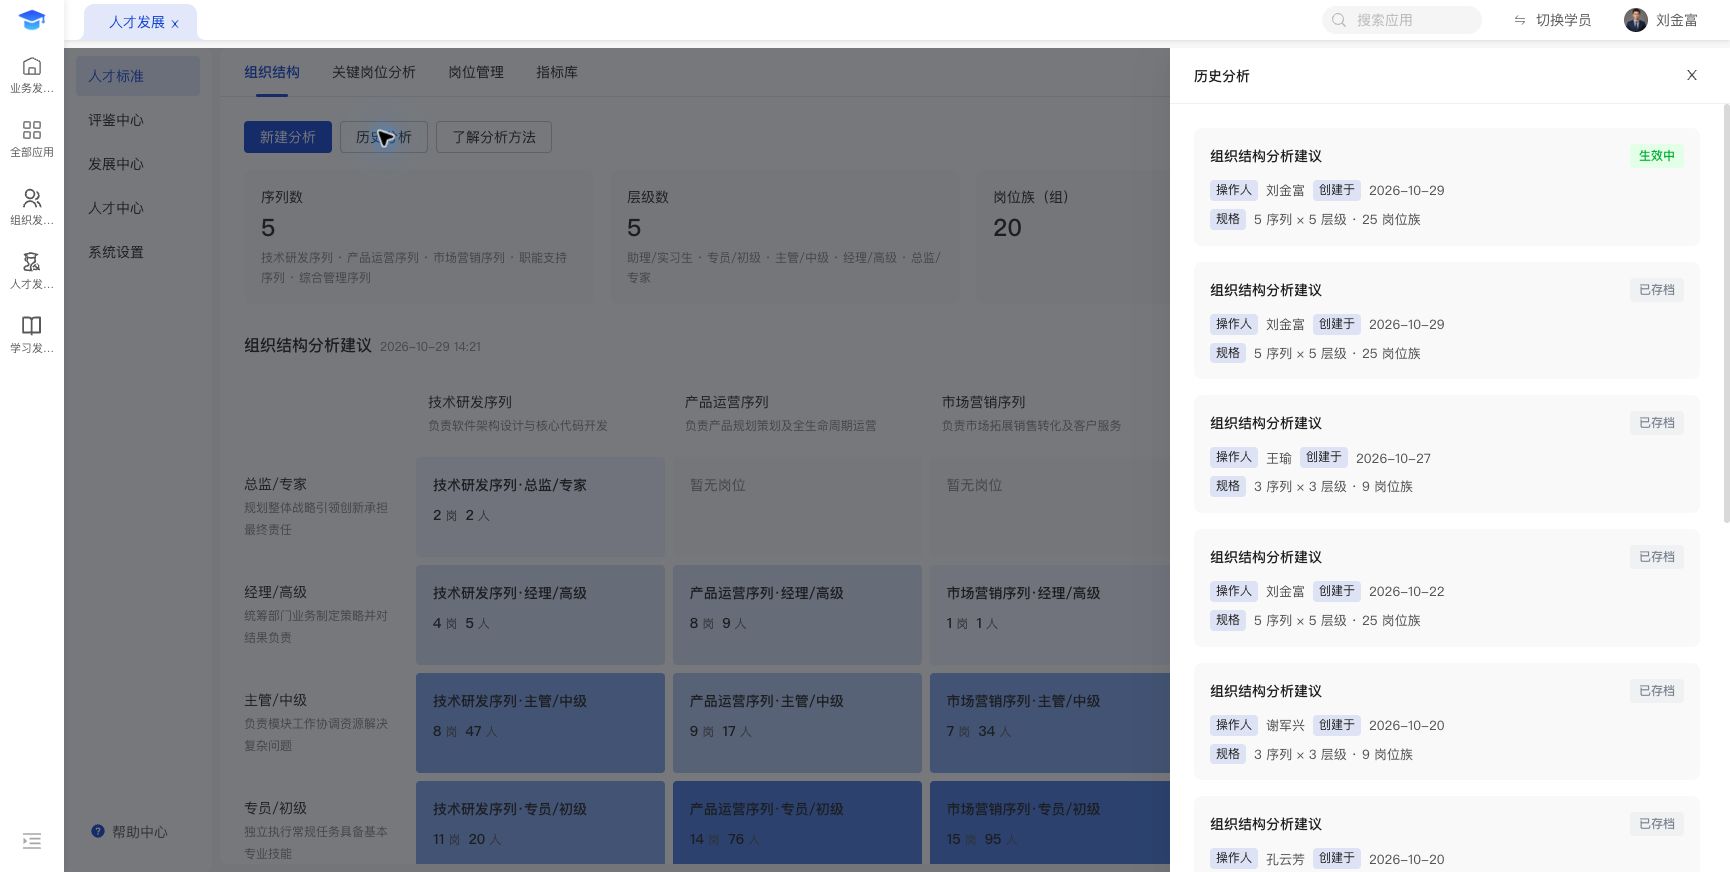 人才发展 x
搜索应用
切换学员
刘金富
业务发...
全部应用
组织发...
人才发...
学习发...
人才标准
评鉴中心
发展中心
人才中心
系统设置
帮助中心
组织结构 关键岗位分析 岗位管理 指标库
新建分析 历史分析 了解分析方法
序列数
5
技术研发序列 · 产品运营序列 · 市场营销序列 · 职能支持
序列 · 综合管理序列
层级数
5
助理/实习生 · 专员/初级 · 主管/中级 · 经理/高级 · 总监/
专家
岗位族（组）
20
组织结构分析建议 2026-10-29 14:21
技术研发序列
负责软件架构设计与核心代码开发
产品运营序列
负责产品规划策划及全生命周期运营
市场营销序列
负责市场拓展销售转化及客户服务
总监/专家
规划整体战略引领创新承担
最终责任
技术研发序列·总监/专家
2 岗 2 人
暂无岗位
暂无岗位
经理/高级
统筹部门业务制定策略并对
结果负责
技术研发序列·经理/高级
4 岗 5 人
产品运营序列·经理/高级
8 岗 9 人
市场营销序列·经理/高级
1 岗 1 人
主管/中级
负责模块工作协调资源解决
复杂问题
技术研发序列·主管/中级
8 岗 47 人
产品运营序列·主管/中级
9 岗 17 人
市场营销序列·主管/中级
7 岗 34 人
专员/初级
独立执行常规任务具备基本
专业技能
技术研发序列·专员/初级
11 岗 20 人
产品运营序列·专员/初级
14 岗 76 人
市场营销序列·专员/初级
15 岗 95 人
历史分析 X
组织结构分析建议 生效中
操作人 刘金富 创建于 2026-10-29
规格 5 序列 × 5 层级 · 25 岗位族
组织结构分析建议 已存档
操作人 刘金富 创建于 2026-10-29
规格 5 序列 × 5 层级 · 25 岗位族
组织结构分析建议 已存档
操作人 王瑜 创建于 2026-10-27
规格 3 序列 × 3 层级 · 9 岗位族
组织结构分析建议 已存档
操作人 刘金富 创建于 2026-10-22
规格 5 序列 × 5 层级 · 25 岗位族
组织结构分析建议 已存档
操作人 谢军兴 创建于 2026-10-20
规格 3 序列 × 3 层级 · 9 岗位族
组织结构分析建议 已存档
操作人 孔云芳 创建于 2026-10-20